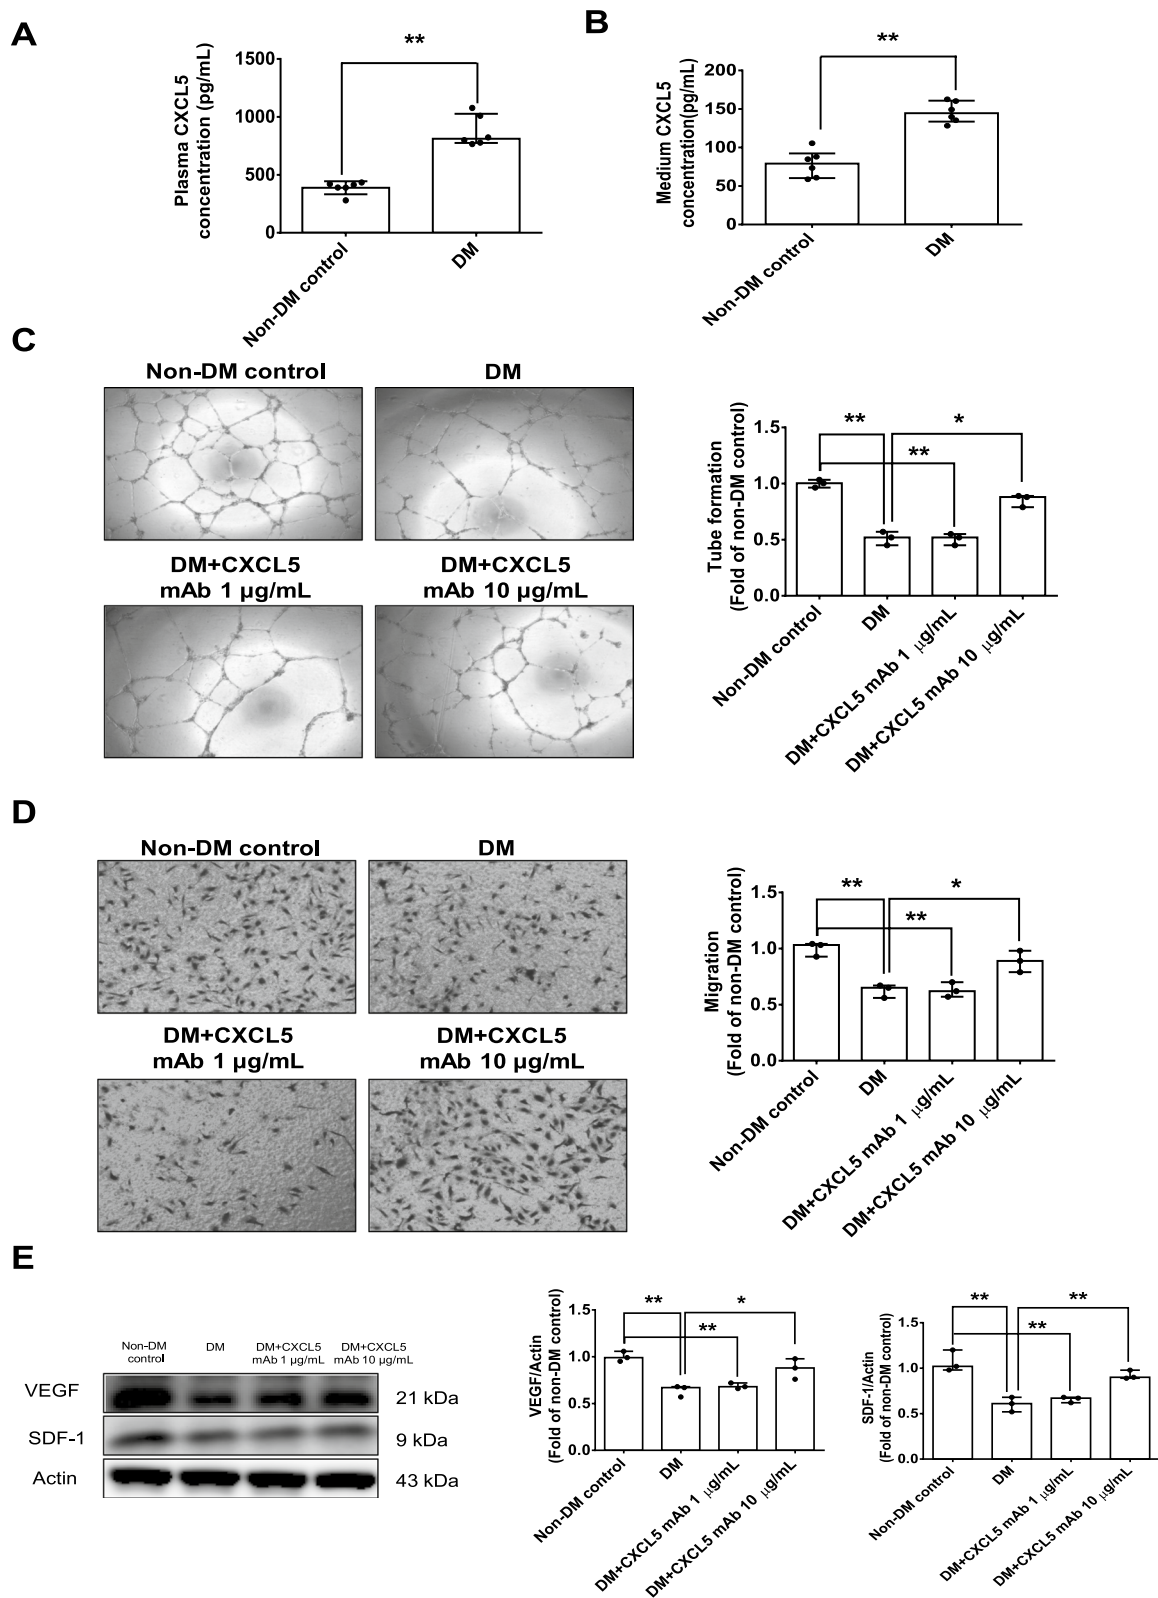 A
Plasma CXCL5
concentration (pg/mL)
1500
1000
500
0
**
Non-DM control
DM
B
Medium CXCL5
concentration(pg/mL)
200
150
100
50
0
**
Non-DM control
DM
C
Non-DM control
DM
DM+CXCL5
mAb 1 µg/mL
DM+CXCL5
mAb 10 µg/mL
Tube formation
(Fold of non-DM control)
1.5
1.0
0.5
0.0
**
*
**
Non-DM control
DM
DM+CXCL5 mAb 1 µg/mL
DM+CXCL5 mAb 10 µg/mL
D
Non-DM control
DM
DM+CXCL5
mAb 1 µg/mL
DM+CXCL5
mAb 10 µg/mL
Migration
(Fold of non-DM control)
1.5
1.0
0.5
0.0
**
*
**
Non-DM control
DM
DM+CXCL5 mAb 1 µg/mL
DM+CXCL5 mAb 10 µg/mL
E
Non-DM
control
DM
DM+CXCL5
mAb 1 µg/mL
DM+CXCL5
mAb 10 µg/mL
VEGF
21 kDa
SDF-1
9 kDa
Actin
43 kDa
VEGF/Actin
(Fold of non-DM control)
1.5
1.0
0.5
0.0
**
*
**
Non-DM control
DM
DM+CXCL5 mAb 1 µg/mL
DM+CXCL5 mAb 10 µg/mL
SDF-1/Actin
(Fold of non-DM control)
1.5
1.0
0.5
0.0
**
**
**
Non-DM control
DM
DM+CXCL5 mAb 1 µg/mL
DM+CXCL5 mAb 10 µg/mL